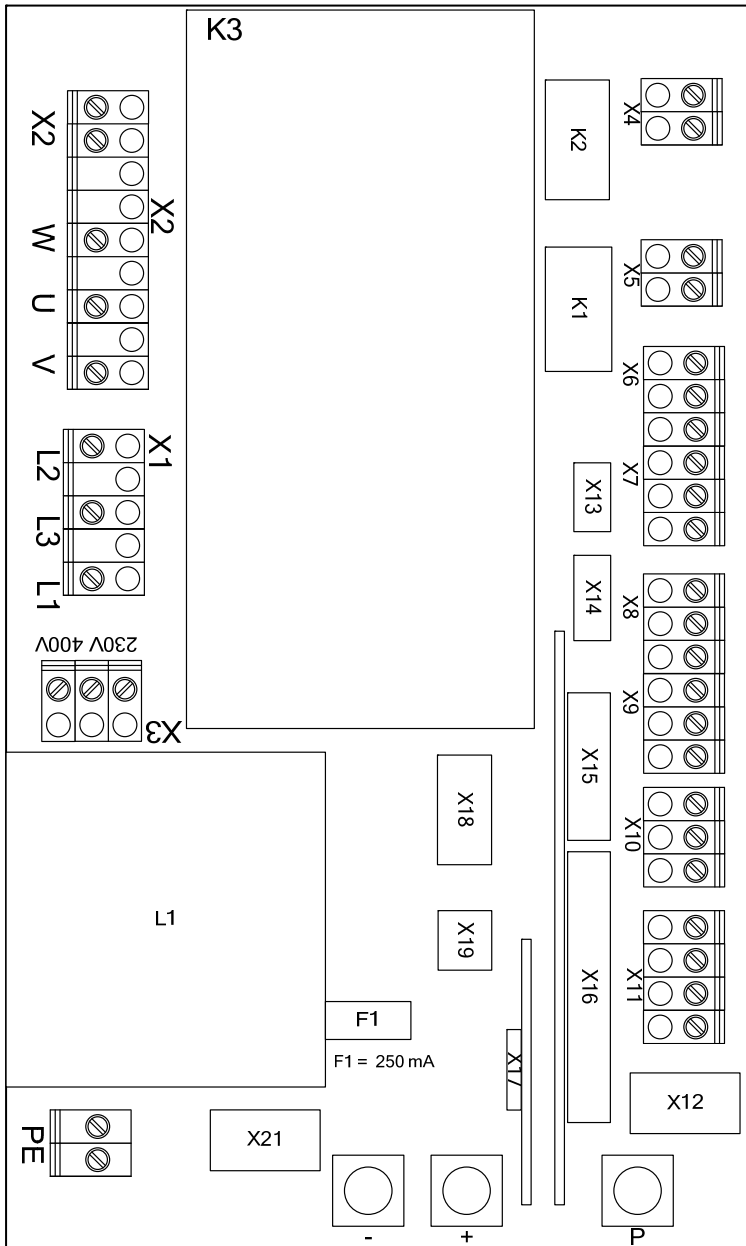 K3
X2
X2
W
U
V
K2
X4
K1
X5
X6
X7
X1
L2
L3
L1
X13
X14
X8
X9
230V 400V
X3
X15
X18
X10
L1
X19
X16
X11
F1
F1 = 250 mA
X17
X12
PE
X21
-
+
P